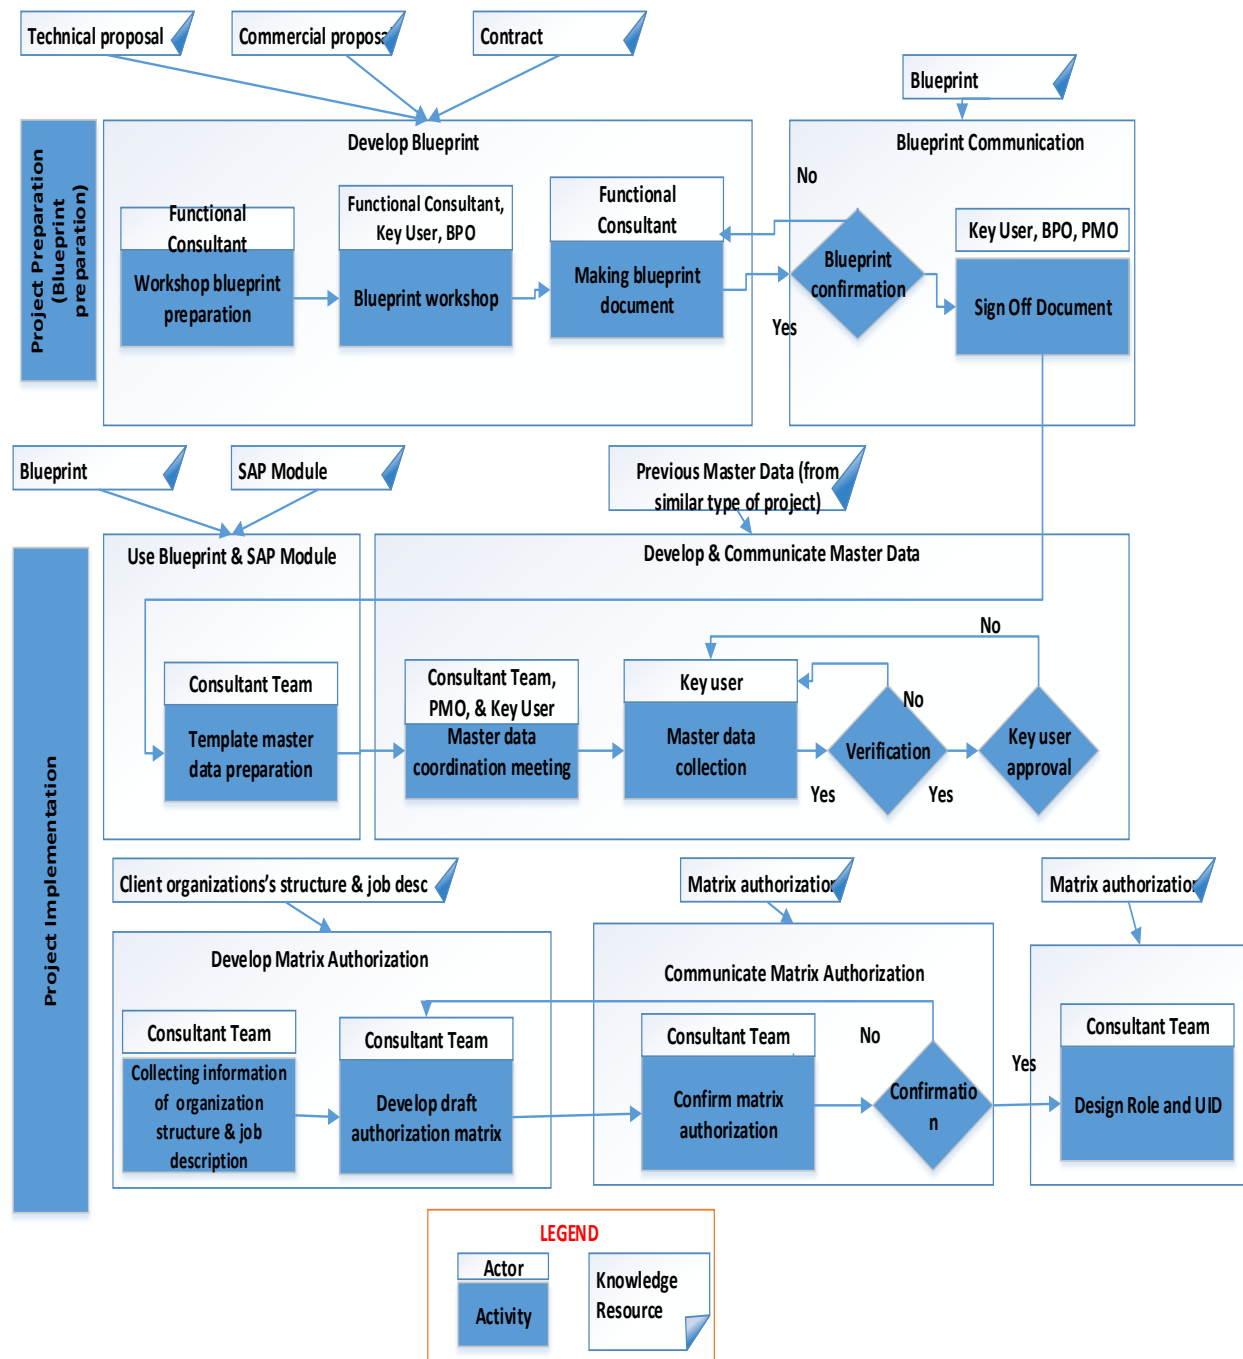 Technical proposal
Commercial proposal
Contract
Blueprint
Project Preparation
(Blueprint
preparation)
Develop Blueprint
Functional
Consultant
Workshop blueprint
preparation
Functional Consultant,
Key User, BPO
Blueprint workshop
Functional
Consultant
Making blueprint
document
Blueprint Communication
No
Blueprint
confirmation
Yes
Key User, BPO, PMO
Sign Off Document
Blueprint
SAP Module
Previous Master Data (from
similar type of project)
Project Implementation
Use Blueprint & SAP Module
Consultant Team
Template master
data preparation
Develop & Communicate Master Data
Consultant Team,
PMO, & Key User
Master data
coordination meeting
Key user
Master data
collection
No
No
Verification
Yes
Yes
Key user
approval
Client organizations's structure & job desc
Matrix authorization
Matrix authorization
Develop Matrix Authorization
Consultant Team
Collecting information
of organization
structure & job
description
Consultant Team
Develop draft
authorization matrix
Communicate Matrix Authorization
Consultant Team
Confirm matrix
authorization
No
Confirmatio
n
Yes
Consultant Team
Design Role and UID
LEGEND
Actor
Activity
Knowledge
Resource